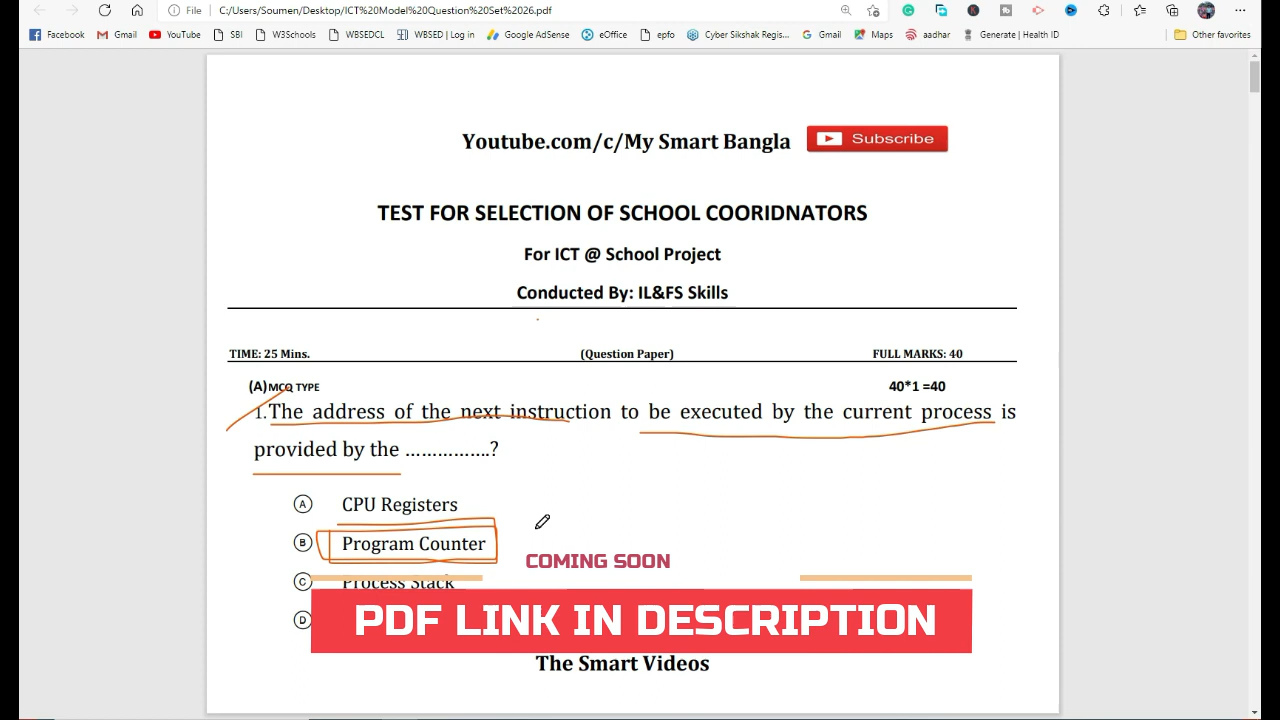 File C:/Users/Soumen/Desktop/ICT%20Model%20Question%20Set%2026.pdf
Facebook Gmail YouTube SBI W3Schools WBSEDCL WBSED | Log in Google AdSense eOffice epfo Cyber Sikshak Regis... Gmail Maps aadhar Generate | Health ID Other favorites
Youtube.com/c/My Smart Bangla Subscribe
TEST FOR SELECTION OF SCHOOL COORIDNATORS
For ICT @ School Project
Conducted By: IL&FS Skills
TIME: 25 Mins. (Question Paper) FULL MARKS: 40
(A)MCQ TYPE 40*1 =40
1.The address of the next instruction to be executed by the current process is
provided by the ................?
A CPU Registers
B Program Counter
COMING SOON
C Process Stack
D
PDF LINK IN DESCRIPTION
The Smart Videos